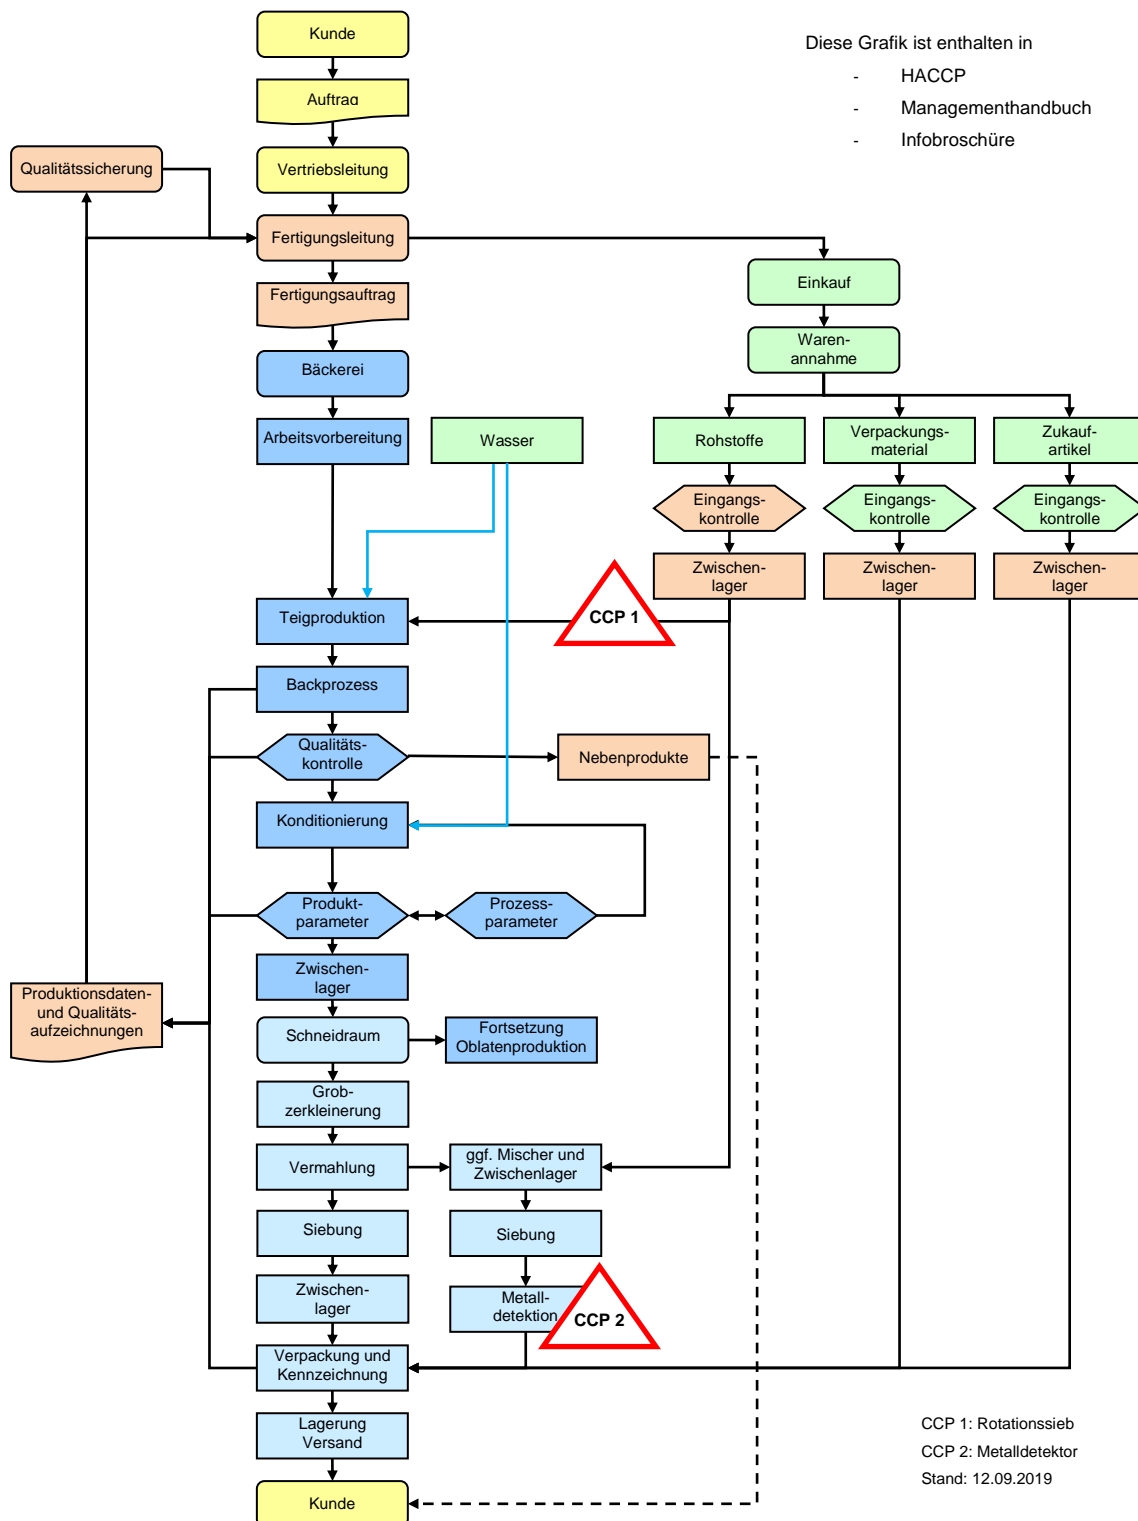 Kunde
Diese Grafik ist enthalten in
- HACCP
- Managementhandbuch
- Infobroschüre
Auftrag
Qualitätssicherung
Vertriebsleitung
Fertigungsleitung
Einkauf
Fertigungsauftrag
Waren-
annahme
Bäckerei
Arbeitsvorbereitung
Wasser
Rohstoffe
Verpackungs-
material
Zukauf-
artikel
Eingangs-
kontrolle
Eingangs-
kontrolle
Eingangs-
kontrolle
Zwischen-
lager
Zwischen-
lager
Zwischen-
lager
Teigproduktion
CCP 1
Backprozess
Qualitäts-
kontrolle
Nebenprodukte
Konditionierung
Produkt-
parameter
Prozess-
parameter
Zwischen-
lager
Produktionsdaten-
und Qualitäts-
aufzeichnungen
Schneidraum
Fortsetzung
Oblatenproduktion
Grob-
zerkleinerung
Vermahlung
ggf. Mischer und
Zwischenlager
Siebung
Siebung
Zwischen-
lager
Metall-
detektion
CCP 2
Verpackung und
Kennzeichnung
Lagerung
Versand
Kunde
CCP 1: Rotationssieb
CCP 2: Metalldetektor
Stand: 12.09.2019